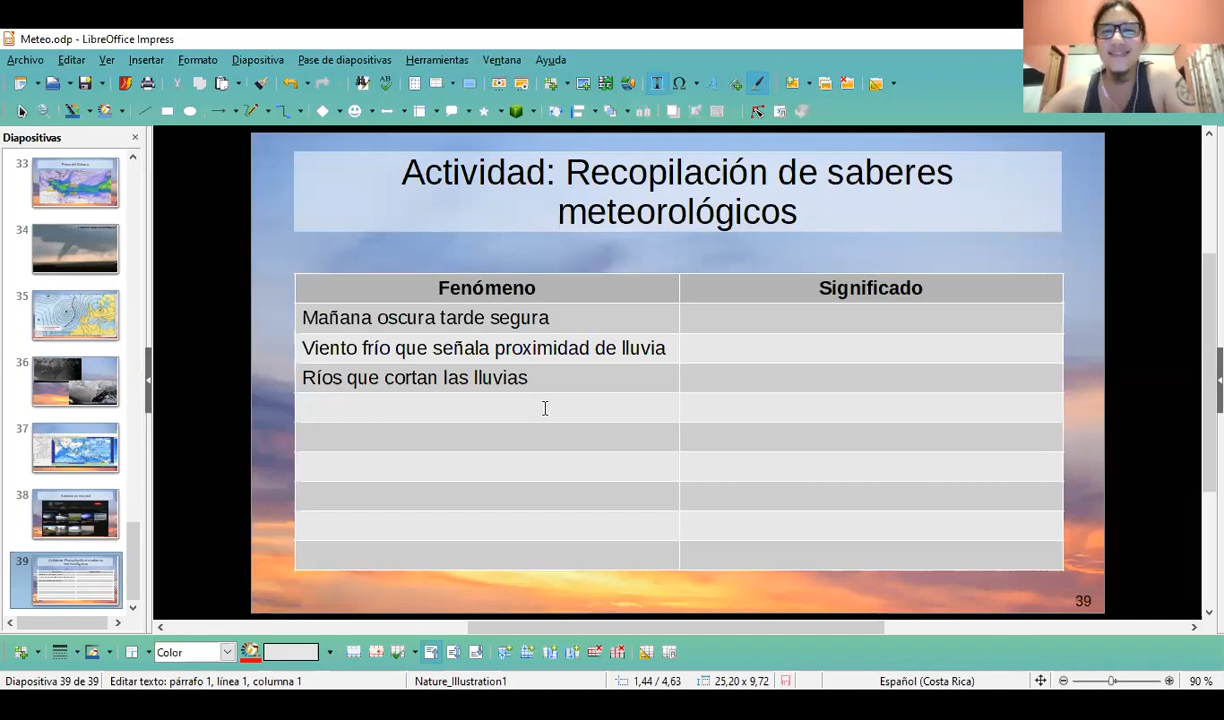 Meteo.odp - LibreOffice Impress
Archivo Editar Ver Insertar Formato Diapositiva Pase de diapositivas Herramientas Ventana Ayuda
Diapositivas
33
34
35
36
37
38
39
Actividad: Recopilación de saberes
meteorológicos
Fenómeno Significado
Mañana oscura tarde segura
Viento frío que señala proximidad de lluvia
Ríos que cortan las lluvias
39
Color
Diapositiva 39 de 39 Editar texto: párrafo 1, línea 1, columna 1 Nature_Illustration1 1,44 / 4,63 25,20 x 9,72 Español (Costa Rica) 90 %